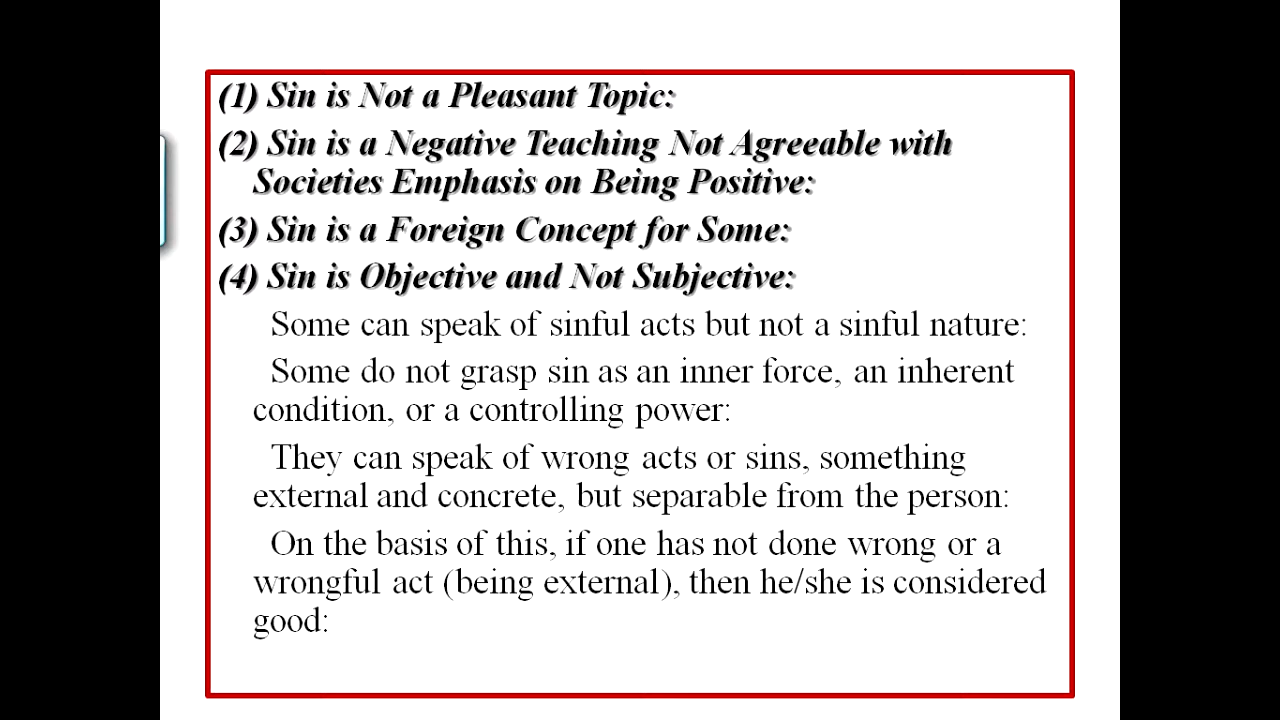 (1) Sin is Not a Pleasant Topic:
(2) Sin is a Negative Teaching Not Agreeable with
Societies Emphasis on Being Positive:
(3) Sin is a Foreign Concept for Some:
(4) Sin is Objective and Not Subjective:
Some can speak of sinful acts but not a sinful nature:
Some do not grasp sin as an inner force, an inherent
condition, or a controlling power:
They can speak of wrong acts or sins, something
external and concrete, but separable from the person:
On the basis of this, if one has not done wrong or a
wrongful act (being external), then he/she is considered
good: